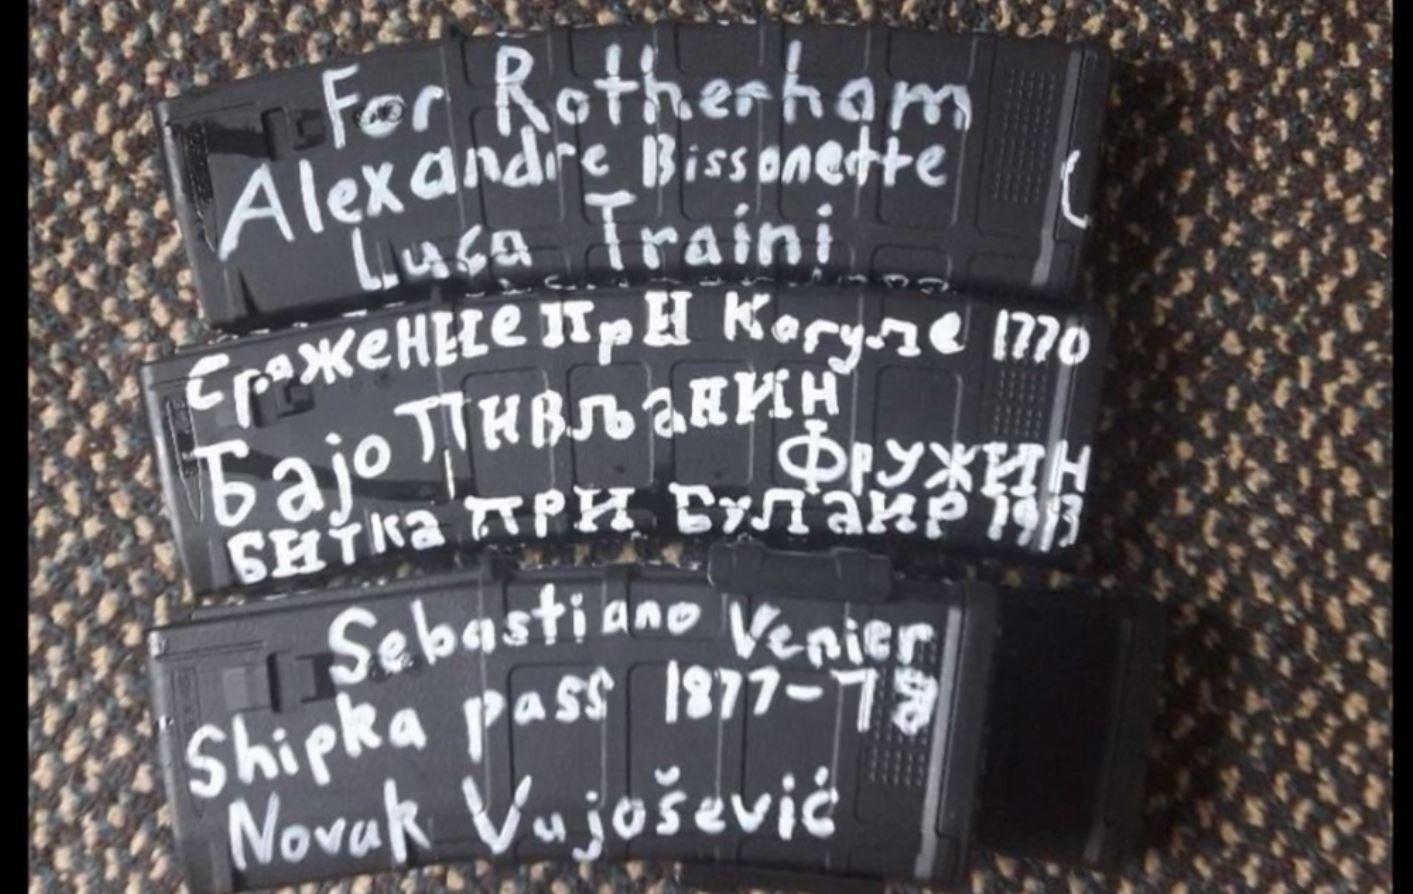 For Rotherham
Alexandre Bissonette
Luca Traini
Сражение при Кагуле 1770
Бајо Пивљанин
Фружин
Битка при Булаир 1913
Sebastiano Venier
Shipka pass 1877-78
Novak Vujošević